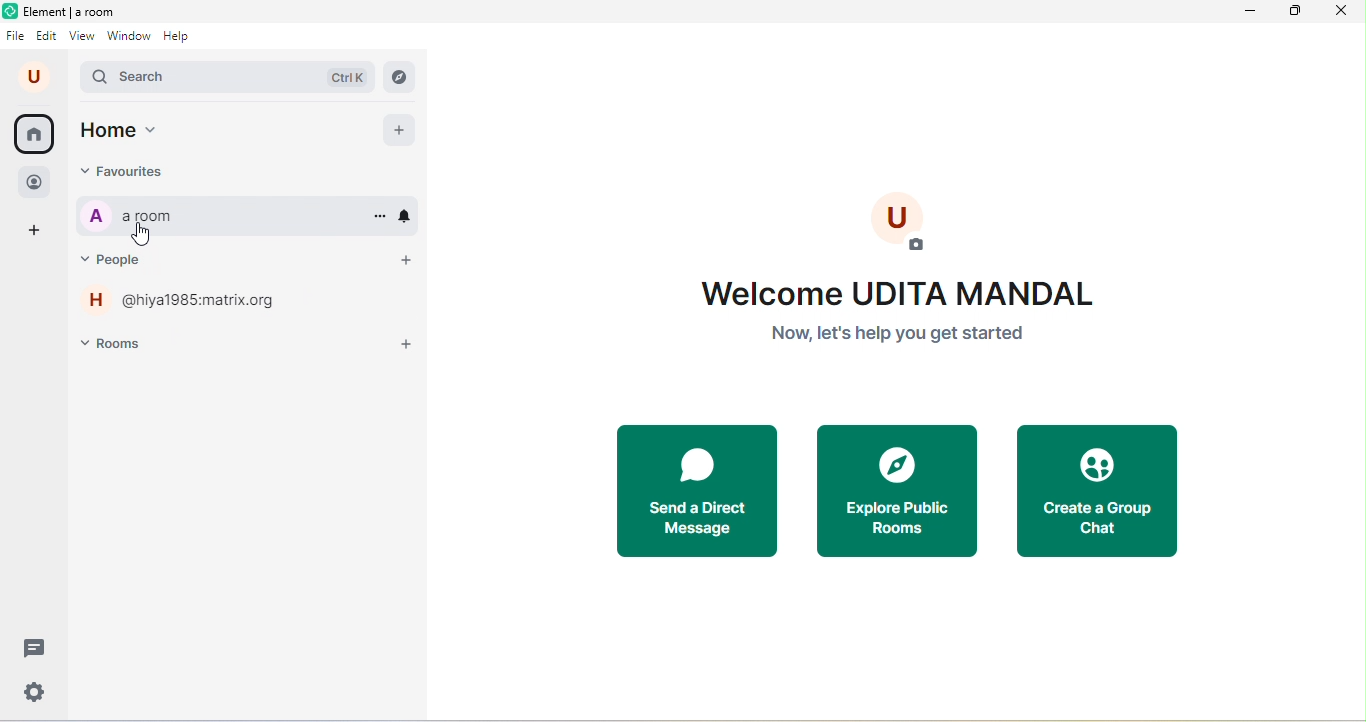 Element | a room
File Edit View Window Help
U
Search Ctrl K
Home
Favourites
A a room
People
H @hiya1985:matrix.org
Rooms
U
Welcome UDITA MANDAL
Now, let's help you get started
Send a Direct
Message
Explore Public
Rooms
Create a Group
Chat